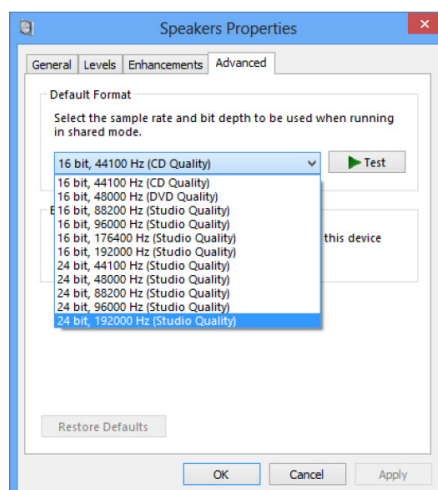 Speakers Properties
General Levels Enhancements Advanced
Default Format
Select the sample rate and bit depth to be used when running
in shared mode.
16 bit, 44100 Hz (CD Quality)
Test
16 bit, 44100 Hz (CD Quality)
16 bit, 48000 Hz (DVD Quality)
16 bit, 88200 Hz (Studio Quality)
16 bit, 96000 Hz (Studio Quality)
16 bit, 176400 Hz (Studio Quality)
this device
16 bit, 192000 Hz (Studio Quality)
24 bit, 44100 Hz (Studio Quality)
24 bit, 48000 Hz (Studio Quality)
24 bit, 88200 Hz (Studio Quality)
24 bit, 96000 Hz (Studio Quality)
24 bit, 192000 Hz (Studio Quality)
Restore Defaults
OK Cancel Apply